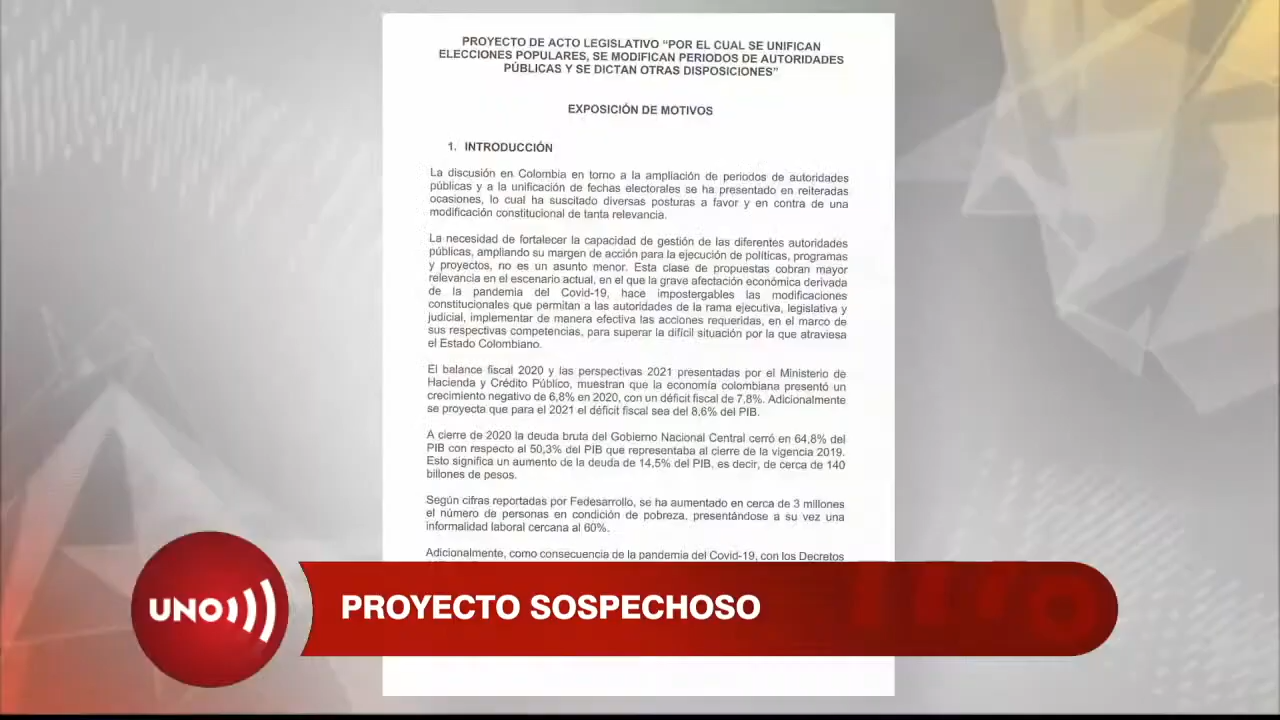 PROYECTO DE ACTO LEGISLATIVO “POR EL CUAL SE UNIFICAN
ELECCIONES POPULARES, SE MODIFICAN PERIODOS DE AUTORIDADES
PÚBLICAS Y SE DICTAN OTRAS DISPOSICIONES”
EXPOSICIÓN DE MOTIVOS
1. INTRODUCCIÓN
La discusión en Colombia en torno a la ampliación de periodos de autoridades
públicas y a la unificación de fechas electorales se ha presentado en reiteradas
ocasiones, lo cual ha suscitado diversas posturas a favor y en contra de una
modificación constitucional de tanta relevancia.
La necesidad de fortalecer la capacidad de gestión de las diferentes autoridades
públicas, ampliando su margen de acción para la ejecución de políticas, programas
y proyectos, no es un asunto menor. Esta clase de propuestas cobran mayor
relevancia en el escenario actual, en el que la grave afectación económica derivada
de la pandemia del Covid-19, hace impostergables las modificaciones
constitucionales que permitan a las autoridades de la rama ejecutiva, legislativa y
judicial, implementar de manera efectiva las acciones requeridas, en el marco de
sus respectivas competencias, para superar la difícil situación por la que atraviesa
el Estado Colombiano.
El balance fiscal 2020 y las perspectivas 2021 presentadas por el Ministerio de
Hacienda y Crédito Público, muestran que la economía colombiana presentó un
crecimiento negativo de 6,8% en 2020, con un déficit fiscal de 7,8%. Adicionalmente
se proyecta que para el 2021 el déficit fiscal sea del 8,6% del PIB.
A cierre de 2020 la deuda bruta del Gobierno Nacional Central cerró en 64,8% del
PIB con respecto al 50,3% del PIB que representaba al cierre de la vigencia 2019.
Esto significa un aumento de la deuda de 14,5% del PIB, es decir, de cerca de 140
billones de pesos.
Según cifras reportadas por Fedesarrollo, se ha aumentado en cerca de 3 millones
el número de personas en condición de pobreza, presentándose a su vez una
informalidad laboral cercana al 60%.
Adicionalmente, como consecuencia de la pandemia del Covid-19, con los Decretos
UNO
PROYECTO SOSPECHOSO